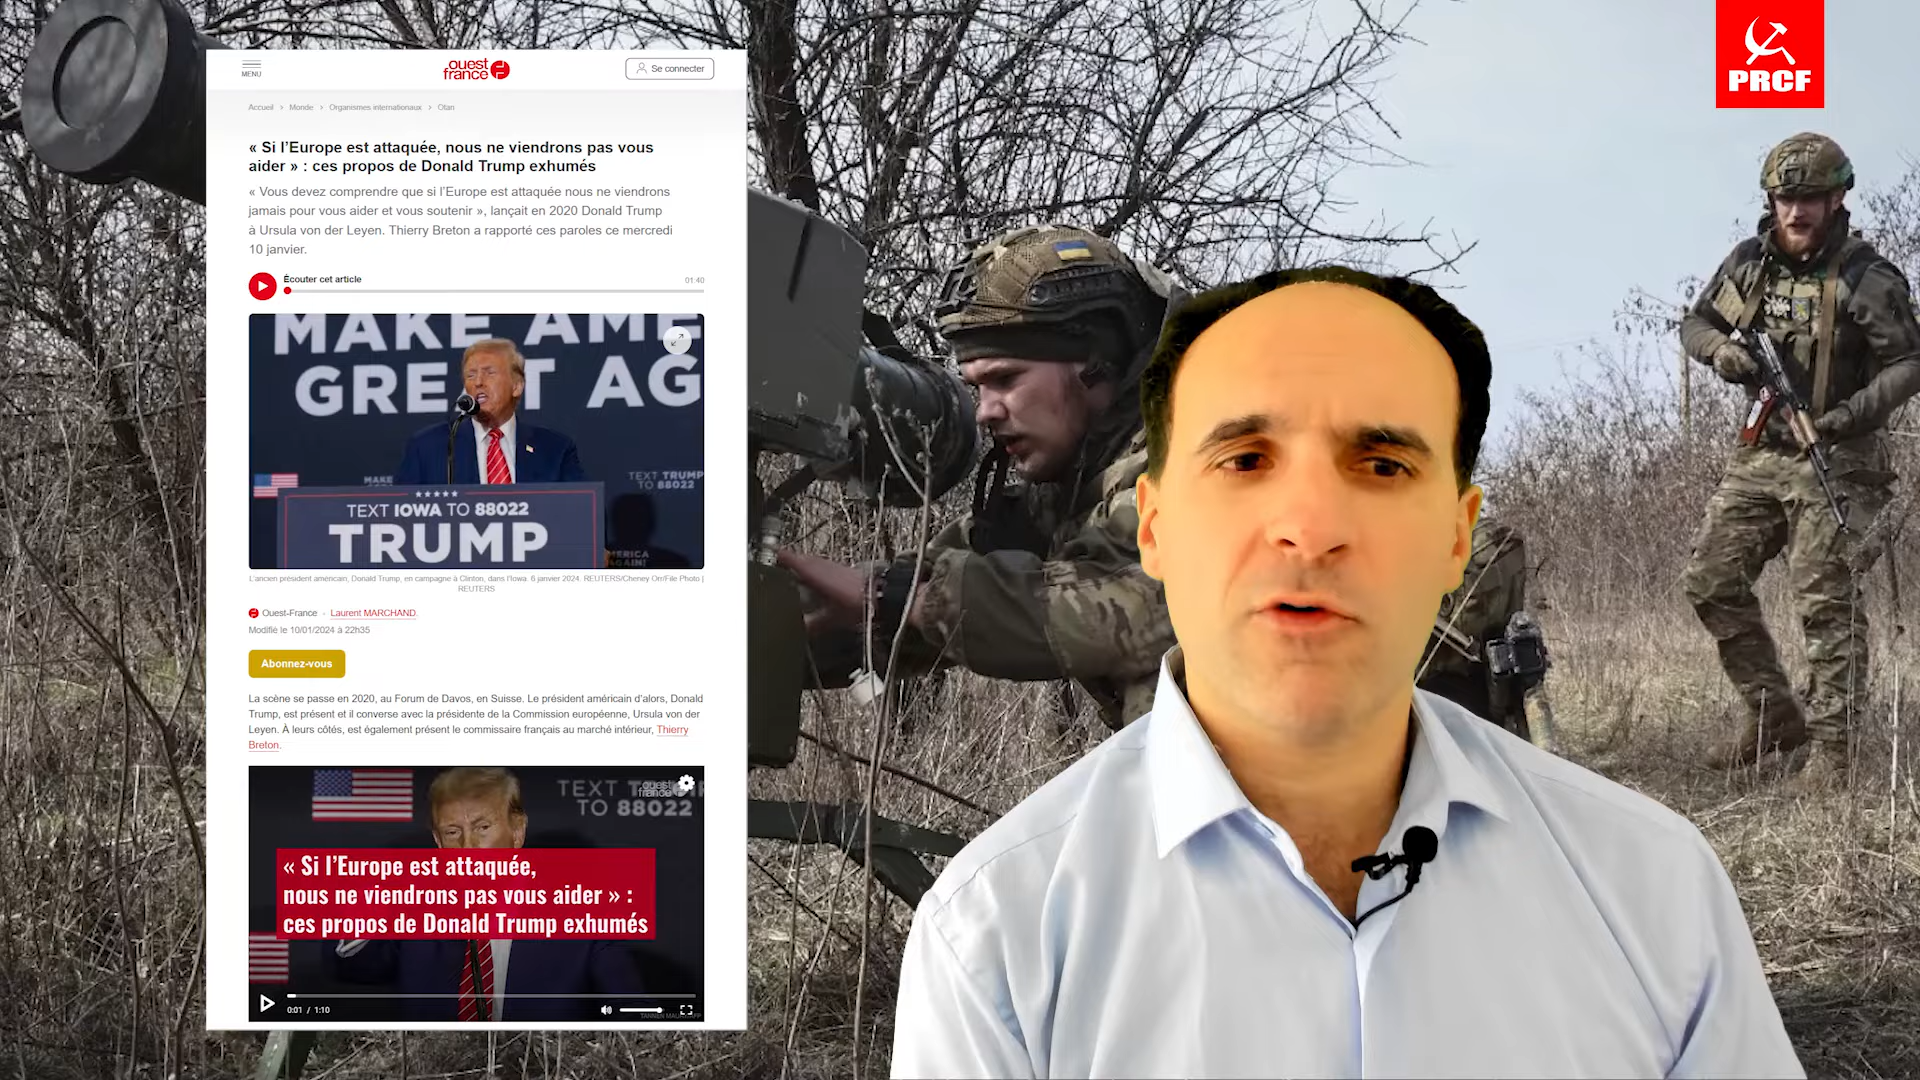 MENU
ouest
france
Se connecter
Accueil > Monde > Organismes internationaux > Otan
« Si l'Europe est attaquée, nous ne viendrons pas vous
aider » : ces propos de Donald Trump exhumés
« Vous devez comprendre que si l'Europe est attaquée nous ne viendrons
jamais pour vous aider et vous soutenir », lançait en 2020 Donald Trump
à Ursula von der Leyen. Thierry Breton a rapporté ces paroles ce mercredi
10 janvier.
Écouter cet article
01:40
MAKE AME
GRE T AG
MAKE
TEXT TRUMP
TO 88022
★★★★★
TEXT IOWA TO 88022
TRUMP
MERICA
AGAIN!
L'ancien président américain, Donald Trump, en campagne à Clinton, dans l'Iowa. 6 janvier 2024. REUTERS/Cheney Orr/File Photo |
REUTERS
Ouest-France - Laurent MARCHAND.
Modifié le 10/01/2024 à 22h35
Abonnez-vous
La scène se passe en 2020, au Forum de Davos, en Suisse. Le président américain d'alors, Donald
Trump, est présent et il converse avec la présidente de la Commission européenne, Ursula von der
Leyen. À leurs côtés, est également présent le commissaire français au marché intérieur, Thierry
Breton.
TEXT
TO 88022
ouest
france
« Si l'Europe est attaquée,
nous ne viendrons pas vous aider » :
ces propos de Donald Trump exhumés
0:01 / 1:10
PRCF